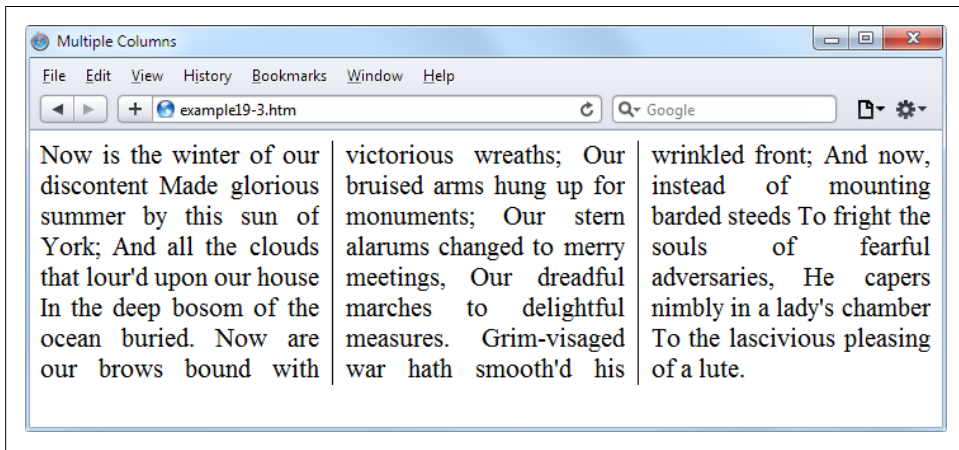 Multiple Columns
File Edit View History Bookmarks Window Help
example19-3.htm
Google
Now is the winter of our
discontent Made glorious
summer by this sun of
York; And all the clouds
that lour'd upon our house
In the deep bosom of the
ocean buried. Now are
our brows bound with
victorious wreaths; Our
bruised arms hung up for
monuments; Our stern
alarums changed to merry
meetings, Our dreadful
marches to delightful
measures. Grim-visaged
war hath smooth'd his
wrinkled front; And now,
instead of mounting
barded steeds To fright the
souls of fearful
adversaries, He capers
nimbly in a lady's chamber
To the lascivious pleasing
of a lute.